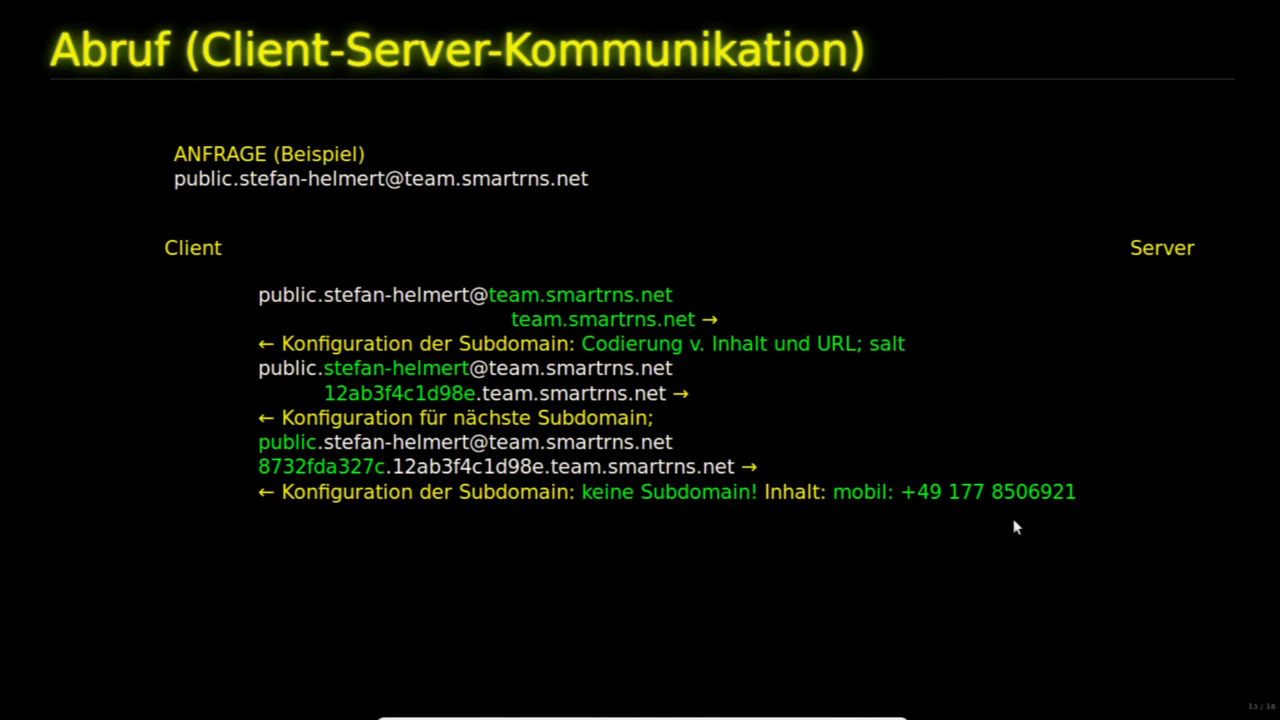 Abruf (Client-Server-Kommunikation)
ANFRAGE (Beispiel)
public.stefan-helmert@team.smartrns.net
Client
Server
public.stefan-helmert@team.smartrns.net
team.smartrns.net →
← Konfiguration der Subdomain: Codierung v. Inhalt und URL; salt
public.stefan-helmert@team.smartrns.net
12ab3f4c1d98e.team.smartrns.net →
← Konfiguration für nächste Subdomain;
public.stefan-helmert@team.smartrns.net
8732fda327c.12ab3f4c1d98e.team.smartrns.net →
← Konfiguration der Subdomain: keine Subdomain! Inhalt: mobil: +49 177 8506921